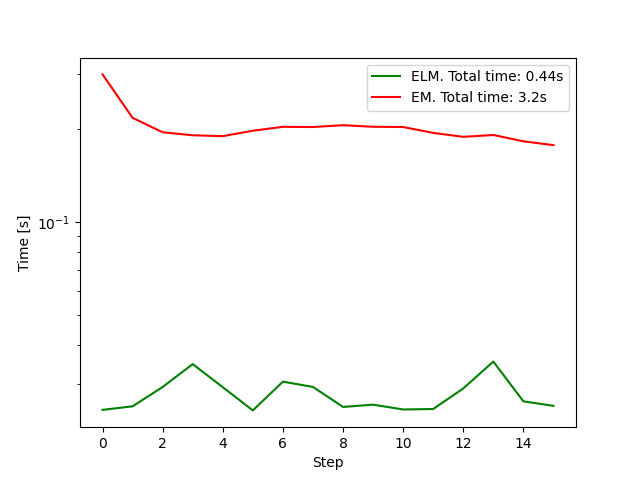 ELM. Total time: 0.44s
EM. Total time: 3.2s
10⁻¹
Time [s]
0 2 4 6 8 10 12 14
Step